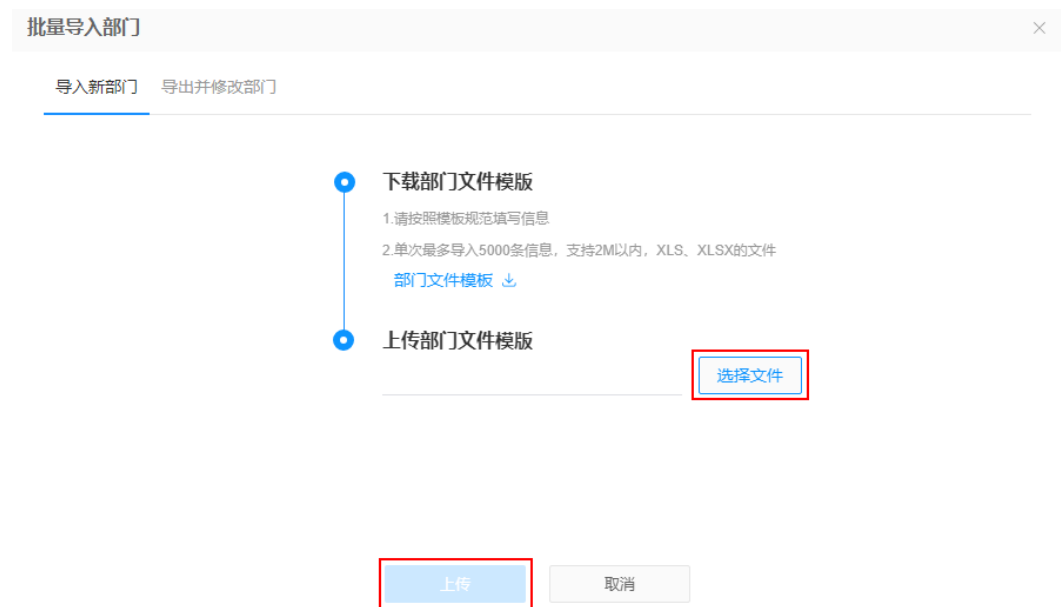 批量导入部门
导入新部门 导出并修改部门
下载部门文件模版
1.请按照模板规范填写信息
2.单次最多导入5000条信息，支持2M以内，XLS、XLSX的文件
部门文件模板
上传部门文件模版
选择文件
上传 取消